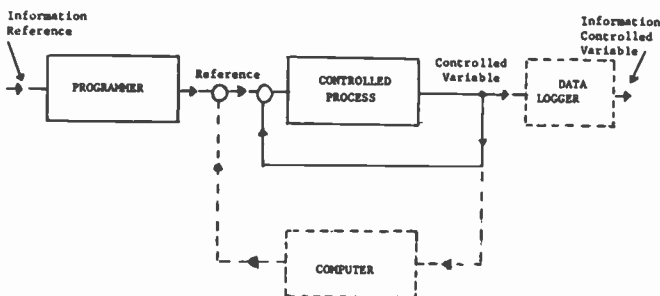 Information
Reference
PROGRAMMER
Reference
CONTROLLED
PROCESS
Controlled
Variable
DATA
LOGGER
Information
Controlled
Variable
COMPUTER